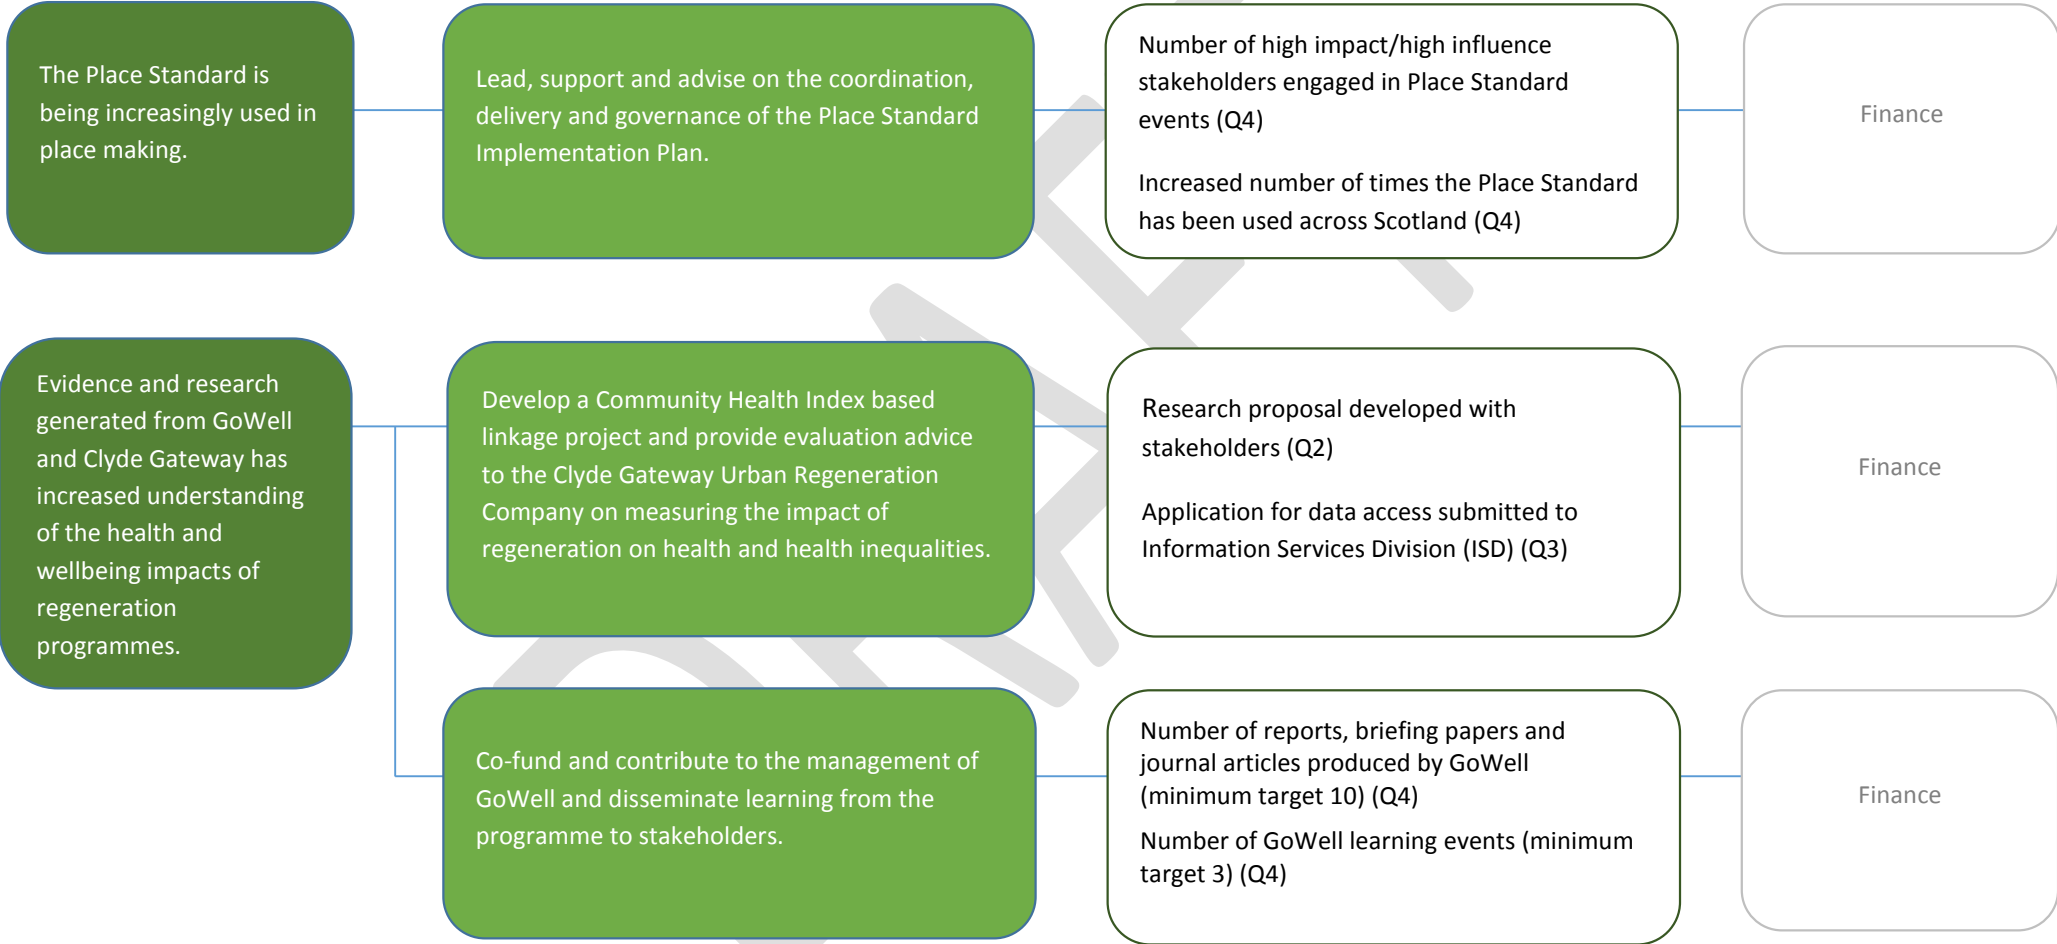 The Place Standard is
being increasingly used in
place making.
Lead, support and advise on the coordination,
delivery and governance of the Place Standard
Implementation Plan.
Number of high impact/high influence
stakeholders engaged in Place Standard
events (Q4)
Increased number of times the Place Standard
has been used across Scotland (Q4)
Finance
Evidence and research
generated from GoWell
and Clyde Gateway has
increased understanding
of the health and
wellbeing impacts of
regeneration
programmes.
Develop a Community Health Index based
linkage project and provide evaluation advice
to the Clyde Gateway Urban Regeneration
Company on measuring the impact of
regeneration on health and health inequalities.
Research proposal developed with
stakeholders (Q2)
Application for data access submitted to
Information Services Division (ISD) (Q3)
Finance
Co-fund and contribute to the management of
GoWell and disseminate learning from the
programme to stakeholders.
Number of reports, briefing papers and
journal articles produced by GoWell
(minimum target 10) (Q4)
Number of GoWell learning events (minimum
target 3) (Q4)
Finance
DRAFT